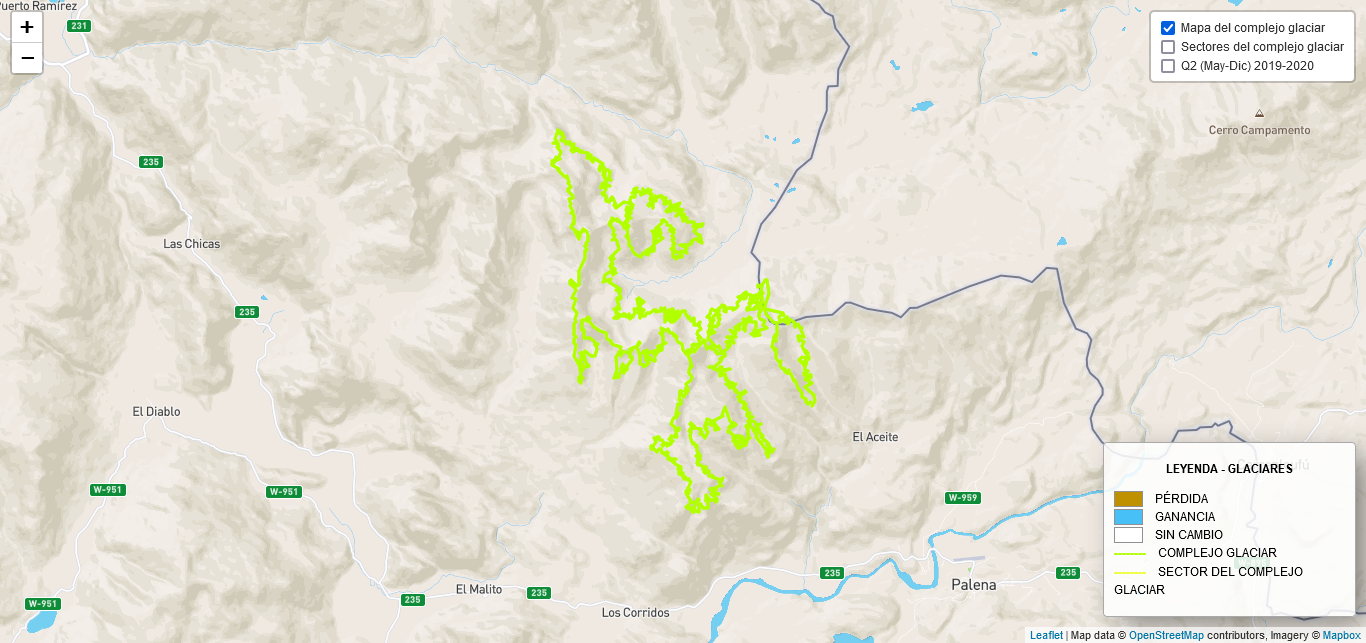 uerto Ramírez
+
231
−
Mapa del complejo glaciar
Sectores del complejo glaciar
Q2 (May-Dic) 2019-2020
Cerro Campamento
235
Las Chicas
235
El Diablo
El Aceite
LEYENDA - GLACIARES
W-951
W-951
W-959
PÉRDIDA
GANANCIA
SIN CAMBIO
COMPLEJO GLACIAR
SECTOR DEL COMPLEJO
GLACIAR
235
235
Palena
El Malito
235
235
W-951
Los Corridos
Leaflet | Map data © OpenStreetMap contributors, Imagery © Mapbox